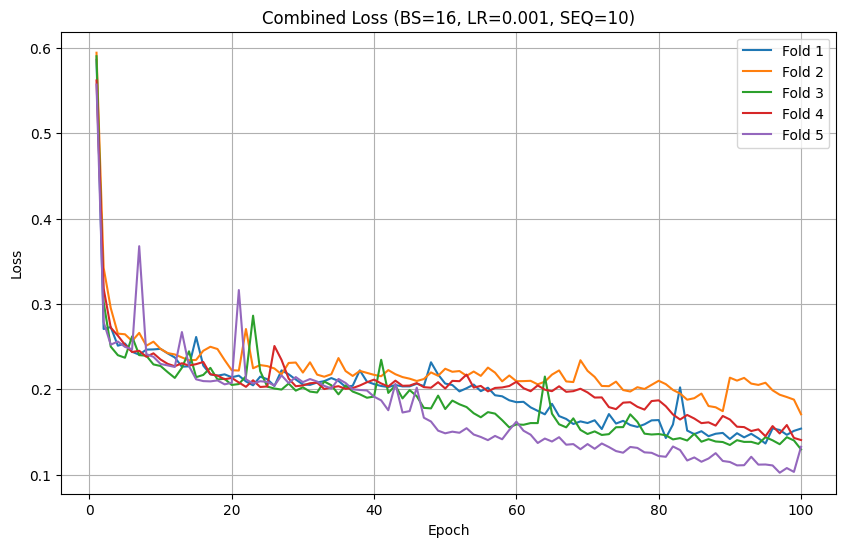 Combined Loss (BS=16, LR=0.001, SEQ=10)
Loss
0.6
0.5
0.4
0.3
0.2
0.1
Fold 1
Fold 2
Fold 3
Fold 4
Fold 5
0 20 40 60 80 100
Epoch